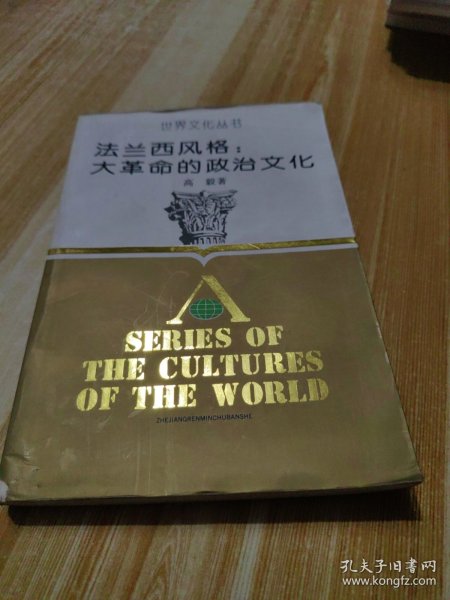 世界文化丛书
法兰西风格：
大革命的政治文化
高 毅著
A
SERIES OF
THE CULTURES
OF THE WORLD
ZHEJIANGRENMINCHUBANSHE
孔夫子旧书网
www.kongfz.com